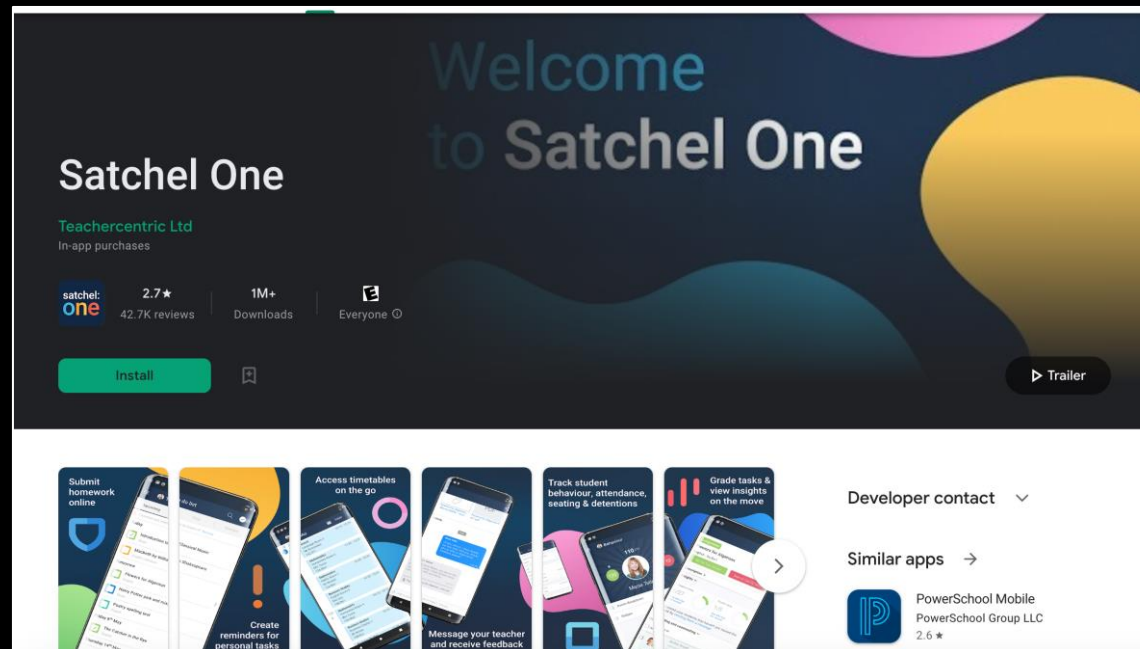 Welcome
to Satchel One
Satchel One
Teachercentric Ltd
In-app purchases
satchel:
one
2.7★
42.7K reviews
1M+
Downloads
E
Everyone
Install
Trailer
Submit
homework
online
Create
reminders for
personal tasks
Access timetables
on the go
Message your teacher
and receive feedback
Track student
behaviour, attendance,
seating & detentions
Grade tasks &
view insights
on the move
Developer contact
Similar apps
PowerSchool Mobile
PowerSchool Group LLC
2.6★